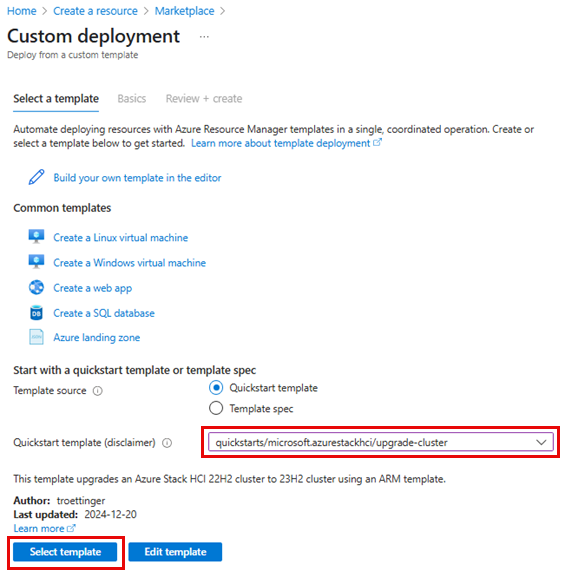 Home > Create a resource > Marketplace >
Custom deployment ...
Deploy from a custom template
Select a template Basics Review + create
Automate deploying resources with Azure Resource Manager templates in a single, coordinated operation. Create or
select a template below to get started. Learn more about template deployment
Build your own template in the editor
Common templates
Create a Linux virtual machine
Create a Windows virtual machine
Create a web app
DB Create a SQL database
Azure landing zone
Start with a quickstart template or template spec
Template source Quickstart template
Template spec
Quickstart template (disclaimer) quickstarts/microsoft.azurestackhci/upgrade-cluster
This template upgrades an Azure Stack HCI 22H2 cluster to 23H2 cluster using an ARM template.
Author: troettinger
Last updated: 2024-12-20
Learn more
Select template Edit template